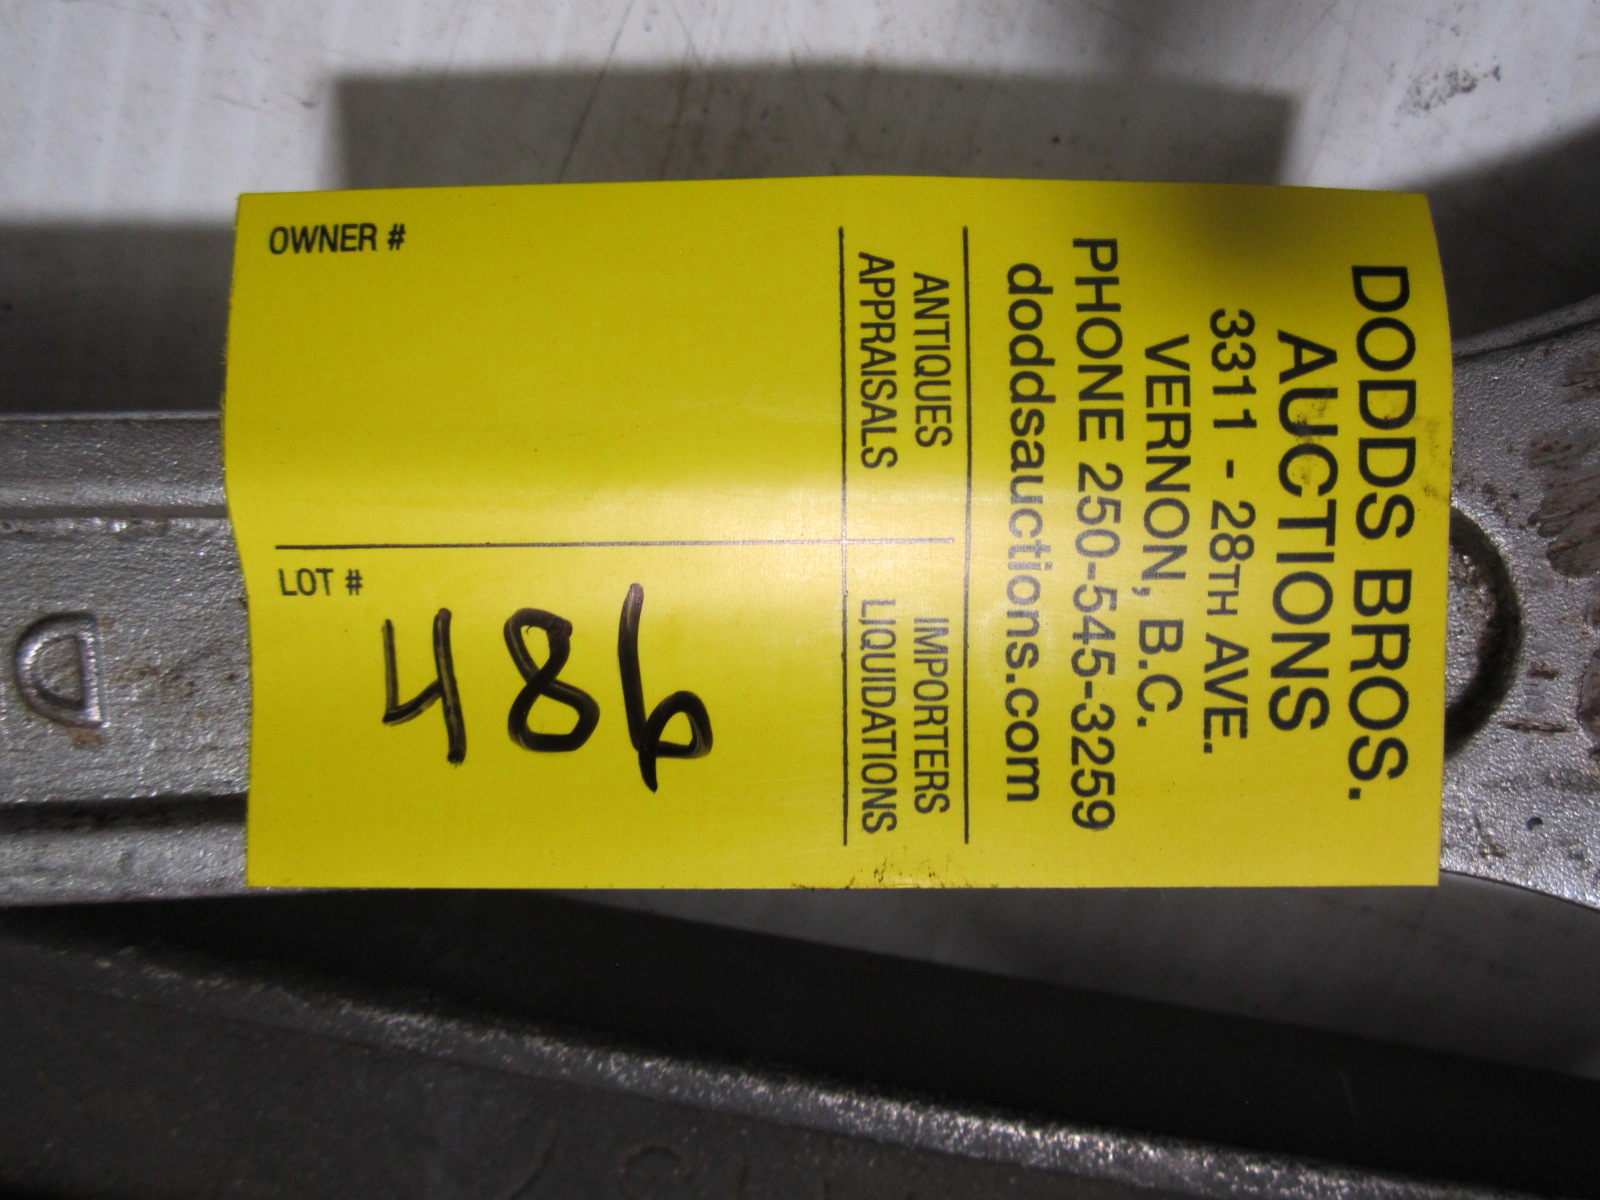 DODDS BROS.
AUCTIONS
3311 - 28TH AVE.
VERNON, B.C.
PHONE 250-545-3259
doddsauctions.com
ANTIQUES IMPORTERS
APPRAISALS LIQUIDATIONS
OWNER #
LOT #
486
D